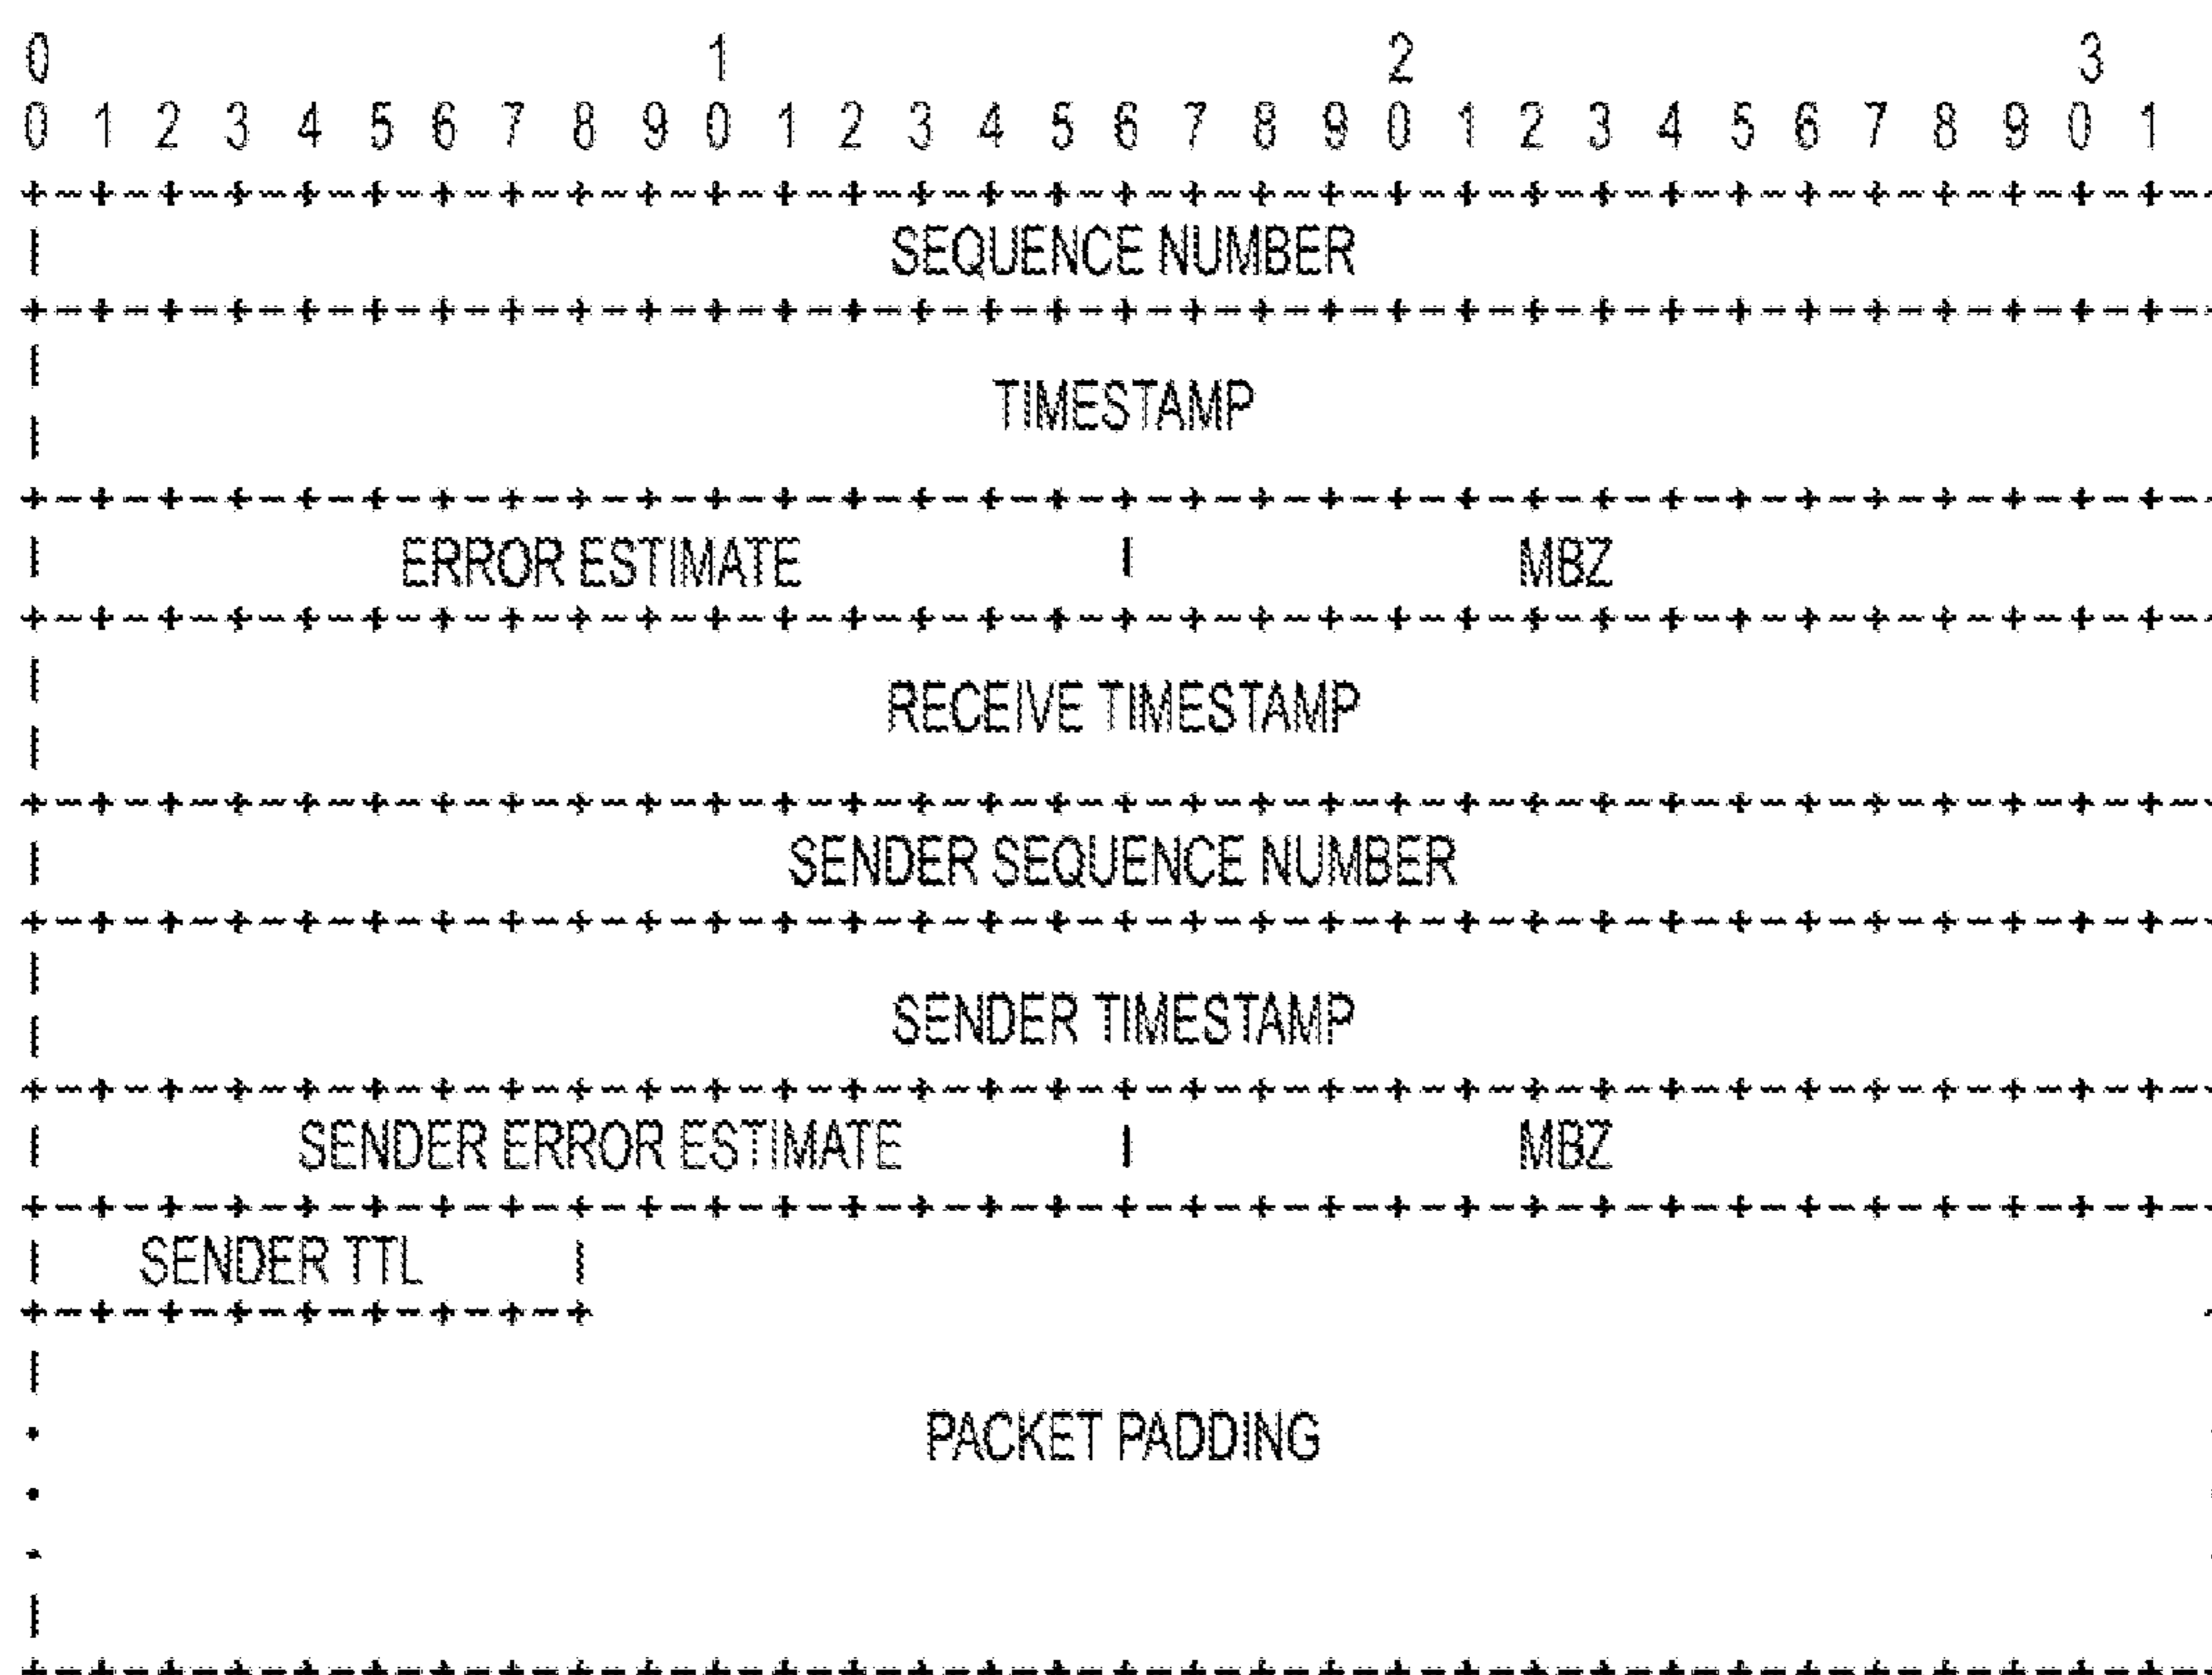 0 1 2 3
0 1 2 3 4 5 6 7 8 9 0 1 2 3 4 5 6 7 8 9 0 1 2 3 4 5 6 7 8 9 0 1
SEQUENCE NUMBER
TIMESTAMP
ERROR ESTIMATE | MBZ
RECEIVE TIMESTAMP
SENDER SEQUENCE NUMBER
SENDER TIMESTAMP
SENDER ERROR ESTIMATE | MBZ
SENDER TTL
PACKET PADDING